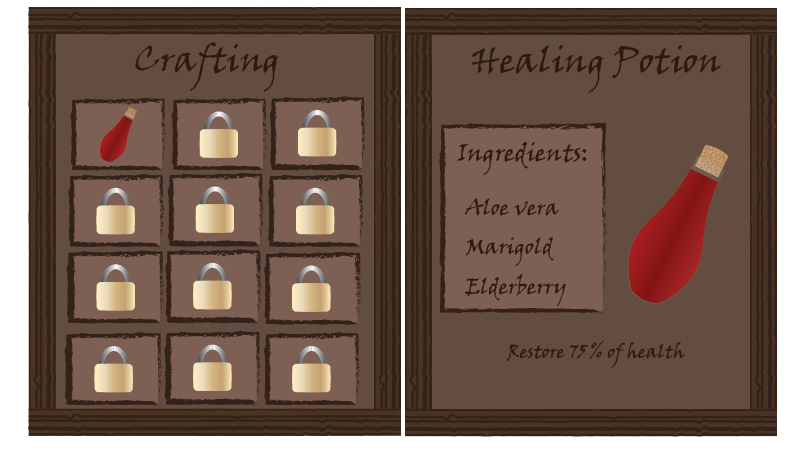 Crafting
Healing Potion
Ingredients:
Aloe vera
Marigold
Elderberry
Restore 75% of health